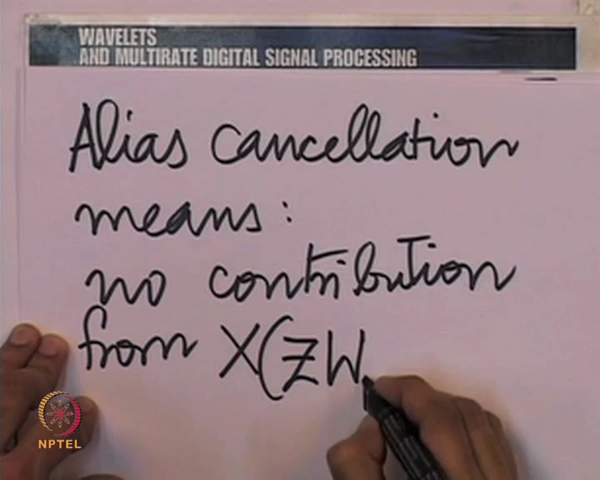 WAVELETS
AND MULTIRATE DIGITAL SIGNAL PROCESSING
Alias cancellation
means:
no contribution
from X(ZW
NPTEL